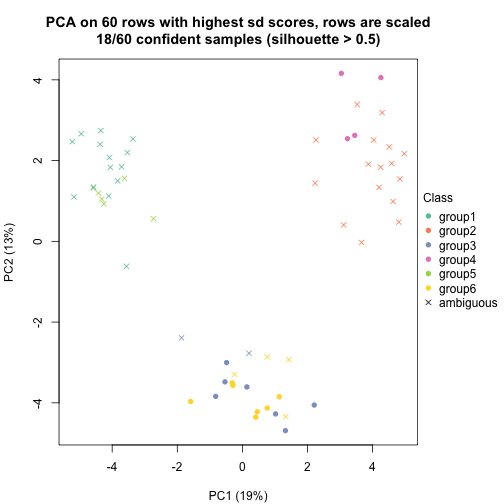 PCA on 60 rows with highest sd scores, rows are scaled
18/60 confident samples (silhouette > 0.5)
4
2
0
-2
-4
PC2 (13%)
-4
-2
0
2
4
PC1 (19%)
Class
group1
group2
group3
group4
group5
group6
ambiguous